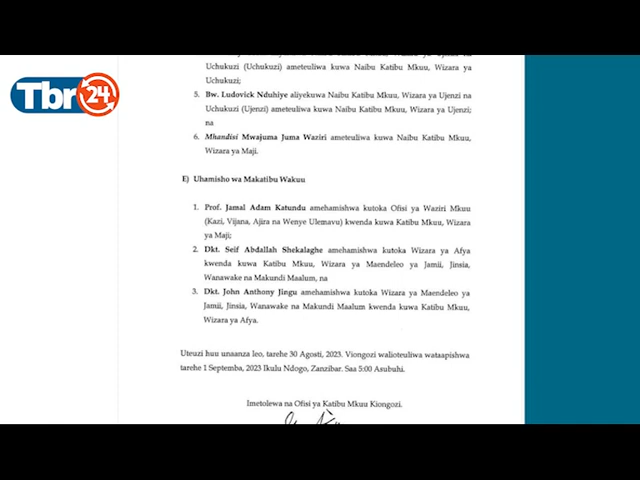 Tbr 24
Uchukuzi (Uchukuzi) ameteuliwa kuwa Naibu Katibu Mkuu, Wizara ya
Uchukuzi;
5. Bw. Ludovick Nduhiye aliyekuwa Naibu Katibu Mkuu, Wizara ya Ujenzi na
Uchukuzi (Ujenzi) ameteuliwa kuwa Naibu Katibu Mkuu, Wizara ya Ujenzi;
na
6. Mhandisi Mwajuma Juma Waziri ameteuliwa kuwa Naibu Katibu Mkuu,
Wizara ya Maji.
E) Uhamisho wa Makatibu Wakuu
1. Prof. Jamal Adam Katundu amehamishwa kutoka Ofisi ya Waziri Mkuu
(Kazi, Vijana, Ajira na Wenye Ulemavu) kwenda kuwa Katibu Mkuu, Wizara
ya Maji;
2. Dkt. Seif Abdallah Shekalaghe amehamishwa kutoka Wizara ya Afya
kwenda kuwa Katibu Mkuu, Wizara ya Maendeleo ya Jamii, Jinsia,
Wanawake na Makundi Maalum, na
3. Dkt. John Anthony Jingu amehamishwa kutoka Wizara ya Maendeleo ya
Jamii, Jinsia, Wanawake na Makundi Maalum kwenda kuwa Katibu Mkuu,
Wizara ya Afya.
Uteuzi huu unaanza leo, tarehe 30 Agosti, 2023. Viongozi walioteuliwa wataapishwa
tarehe 1 Septemba, 2023 Ikulu Ndogo, Zanzibar. Saa 5:00 Asubuhi.
Imetolewa na Ofisi ya Katibu Mkuu Kiongozi.